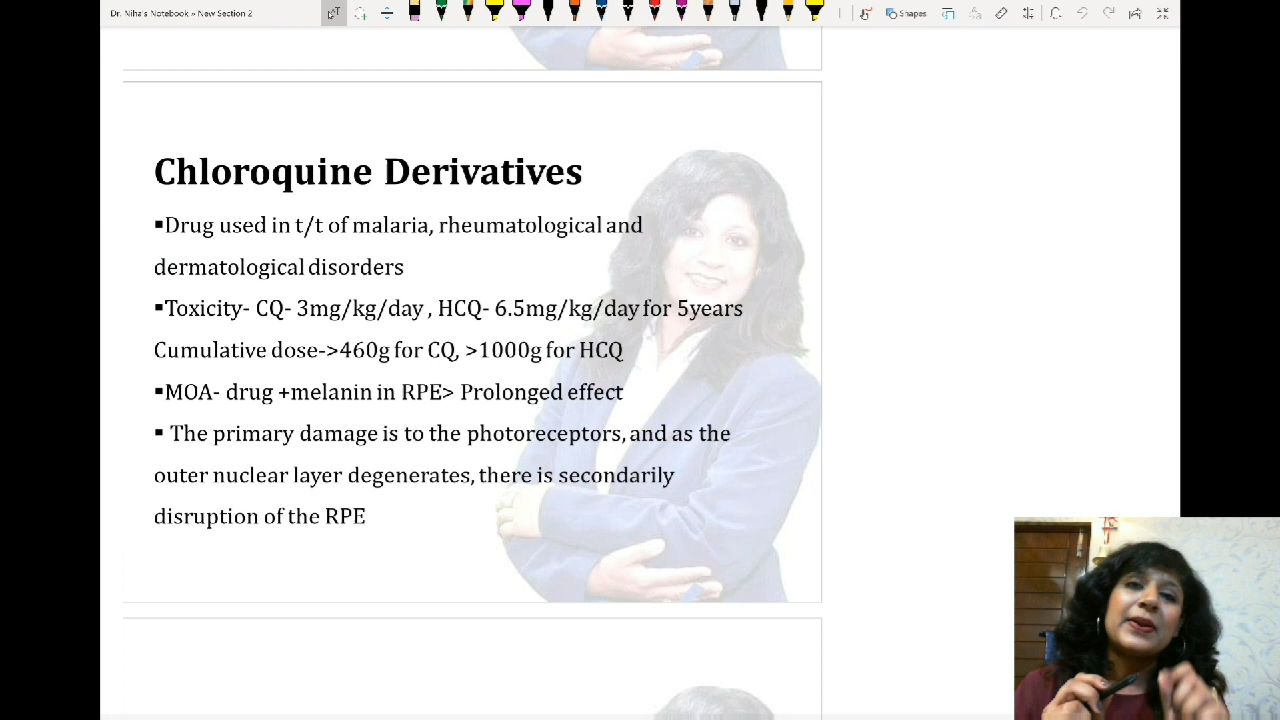 Dr. Niha's Notebook » New Section 2
Shapes
Chloroquine Derivatives
▪Drug used in t/t of malaria, rheumatological and
dermatological disorders
▪Toxicity- CQ- 3mg/kg/day , HCQ- 6.5mg/kg/day for 5years
Cumulative dose->460g for CQ, >1000g for HCQ
▪MOA- drug +melanin in RPE> Prolonged effect
▪ The primary damage is to the photoreceptors, and as the
outer nuclear layer degenerates, there is secondarily
disruption of the RPE